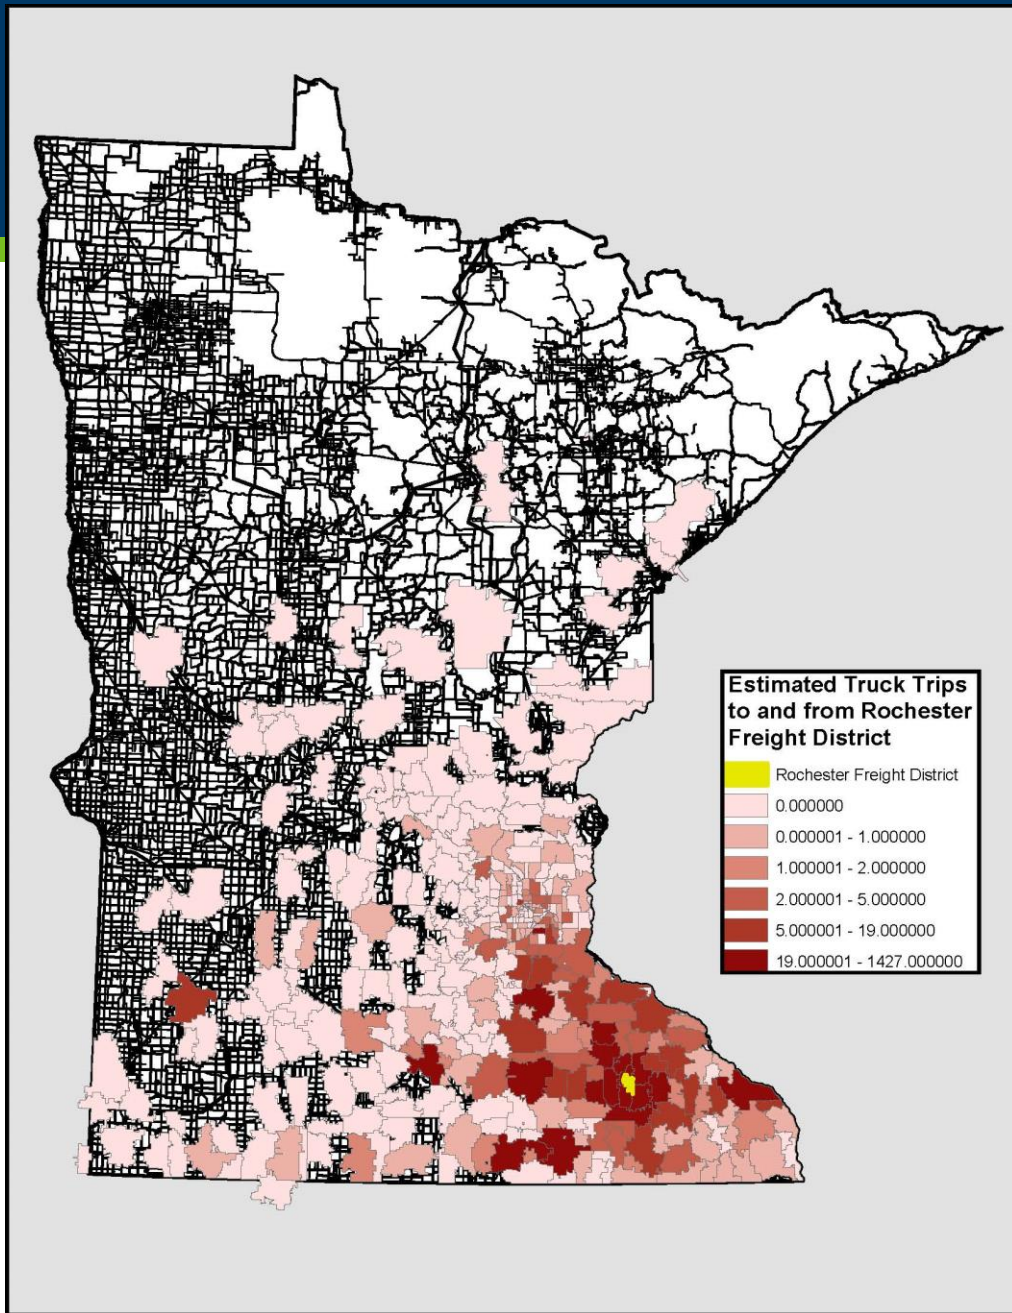 Estimated Truck Trips
to and from Rochester
Freight District
Rochester Freight District
0.000000
0.000001 - 1.000000
1.000001 - 2.000000
2.000001 - 5.000000
5.000001 - 19.000000
19.000001 - 1427.000000